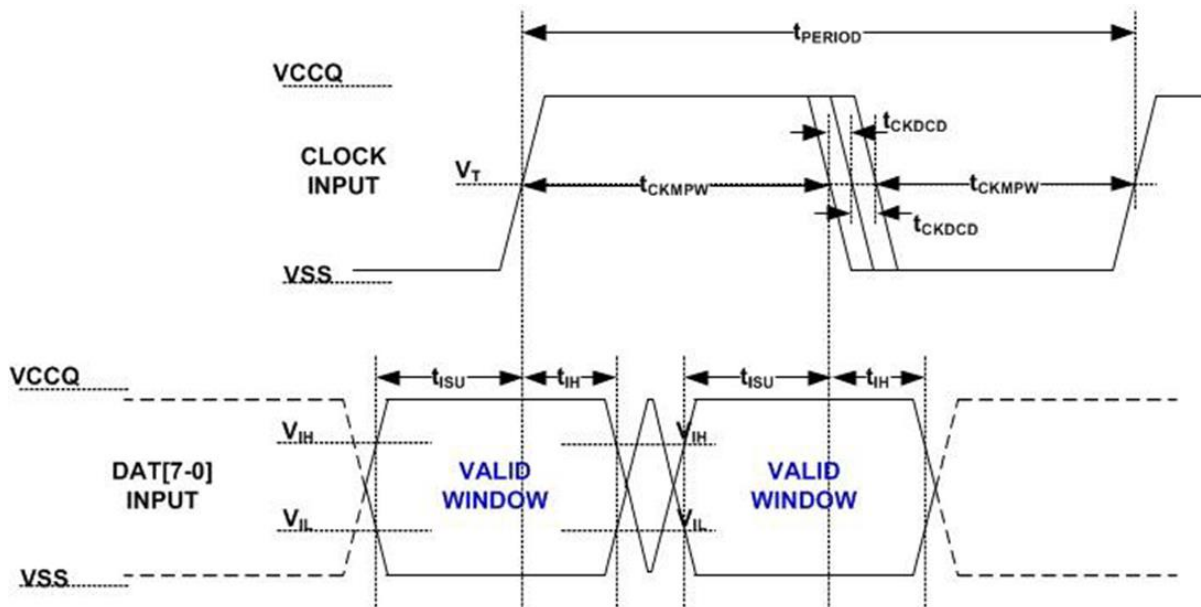 tPERIOD
VCCQ
tCKDCD
CLOCK
INPUT
VT
tCKMPW
tCKMPW
tCKDCD
VSS
VCCQ
tISU
tIH
tISU
tIH
VIH
VIH
DAT[7-0]
INPUT
VALID
WINDOW
VALID
WINDOW
VIL
VIL
VSS